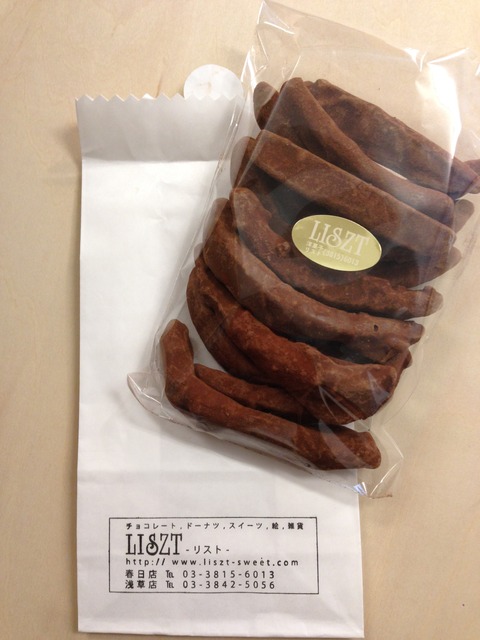 LISZT
チョコレート,ドーナツ,スイーツ,絵,雑貨
LISZT -リスト-
http://www.liszt-sweet.com
春日店 ℡ 03-3815-6013
浅草店 ℡ 03-3842-5056